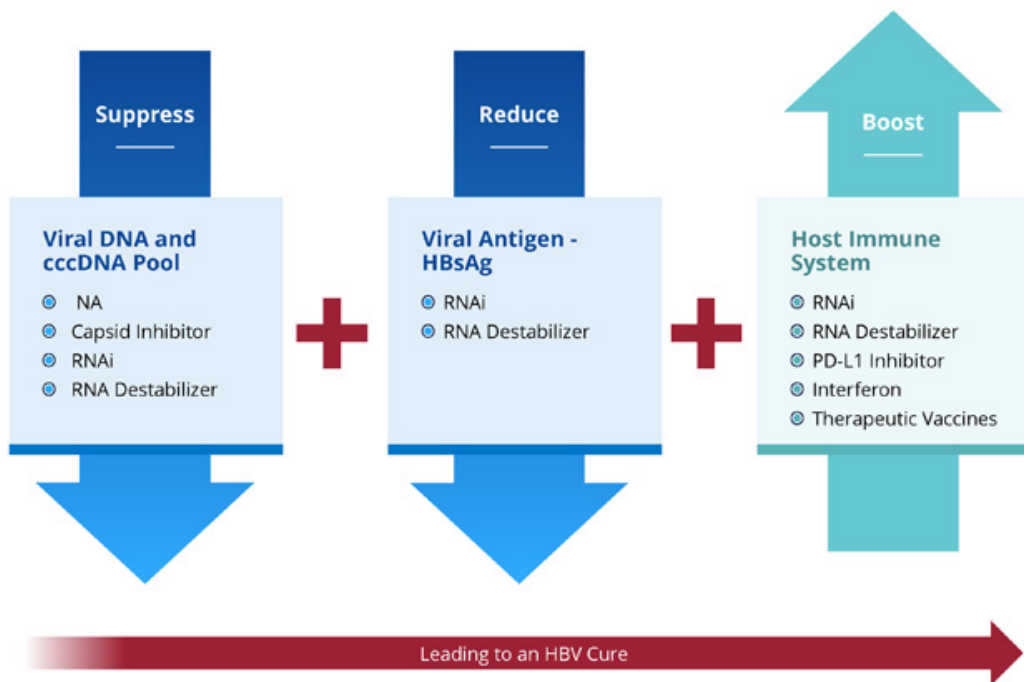 Suppress
Viral DNA and
cccDNA Pool
NA
Capsid Inhibitor
RNAi
RNA Destabilizer
Reduce
Viral Antigen -
HBsAg
RNAi
RNA Destabilizer
Boost
Host Immune
System
RNAi
RNA Destabilizer
PD-L1 Inhibitor
Interferon
Therapeutic Vaccines
Leading to an HBV Cure